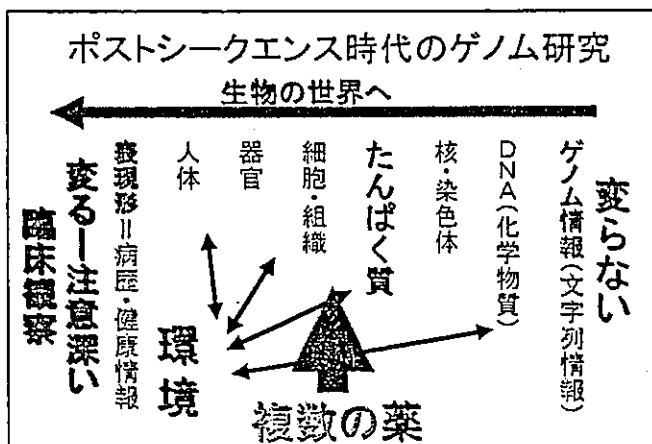 ポストシークエンス時代のゲノム研究
生物の世界へ
変らない
ゲノム情報(文字列情報)
DNA(化学物質)
核・染色体
たんぱく質
細胞・組織
器官
人体
表現形=病歴・健康情報
変る―注意深い
臨床観察
環境
複数の薬